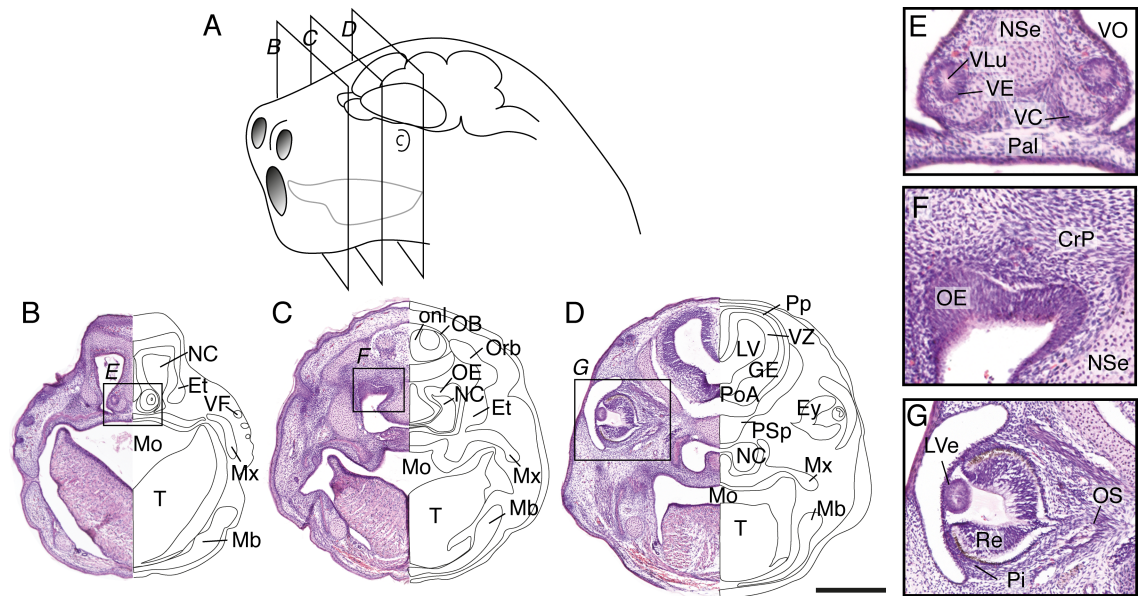 A
B
C
D
B
NC
E
Et
VF
Mo
Mx
T
Mb
C
onl
OB
Orb
F
OE
NC
Et
Mo
Mx
T
Mb
D
Pp
VZ
LV
GE
G
PoA
Ey
PSp
NC
Mx
Mo
T
Mb
E
NSe
VO
VLu
VE
VC
Pal
F
CrP
OE
NSe
G
LVe
OS
Re
Pi